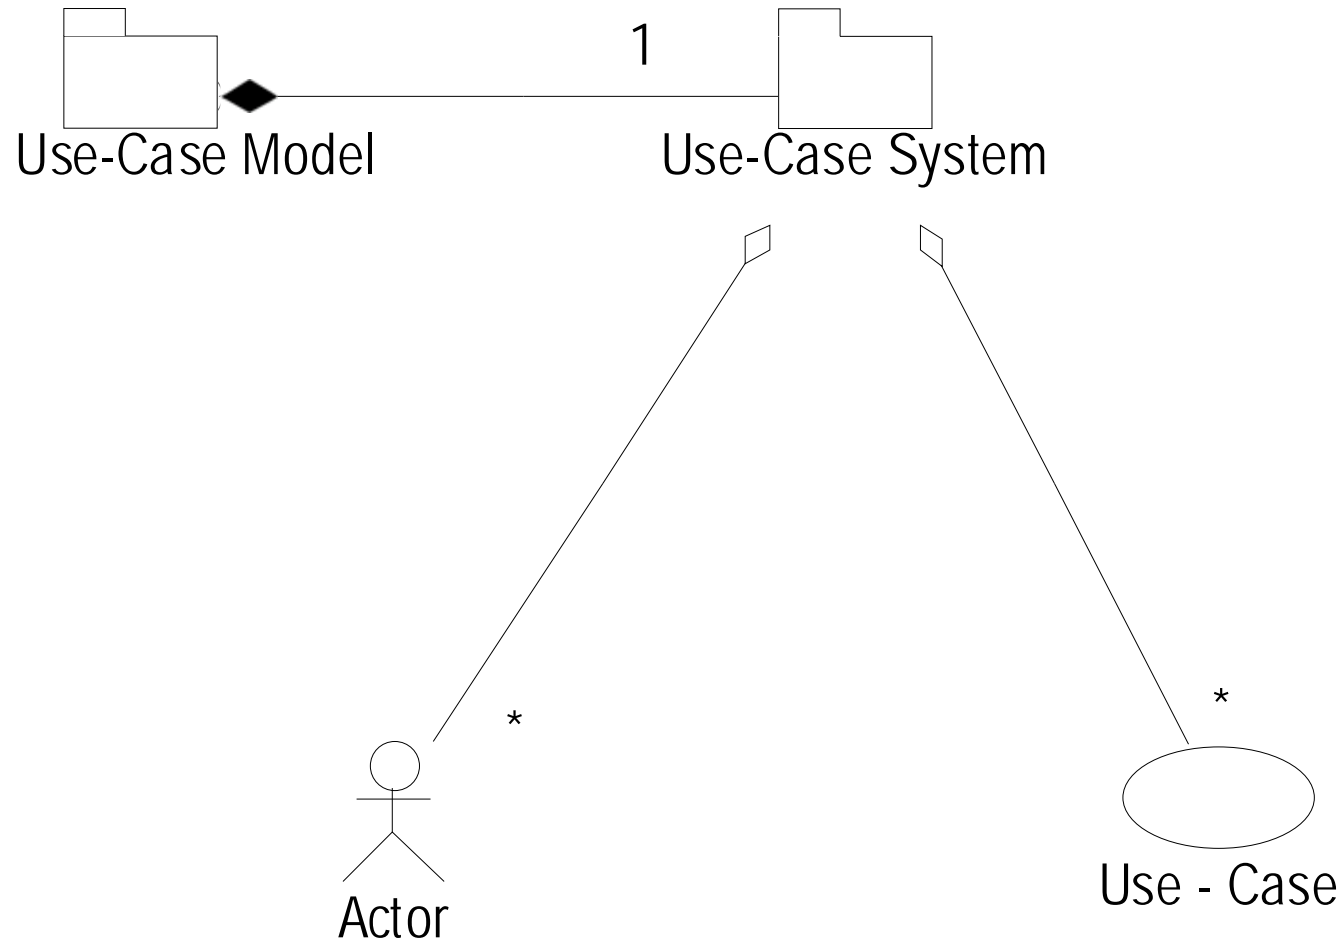 1
Use-Case Model
Use-Case System
*
*
Use - Case
Actor